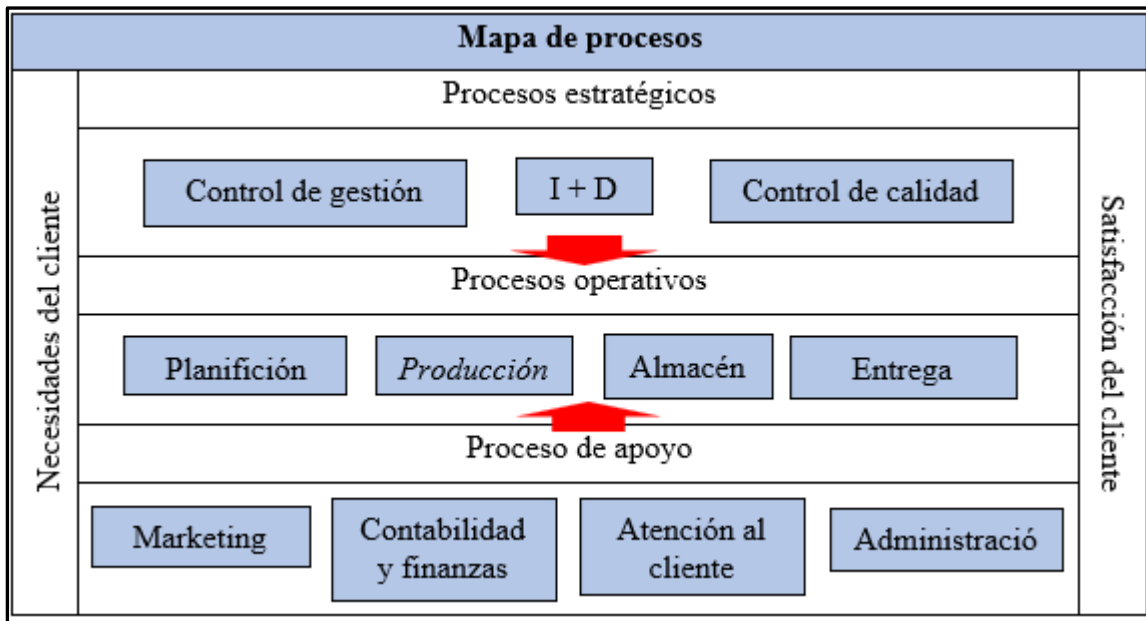 Mapa de procesos
Necesidades del cliente
Procesos estratégicos
Control de gestión
I + D
Control de calidad
Procesos operativos
Planifición
Producción
Almacén
Entrega
Proceso de apoyo
Marketing
Contabilidad
y finanzas
Atención al
cliente
Administració
Satisfacción del cliente